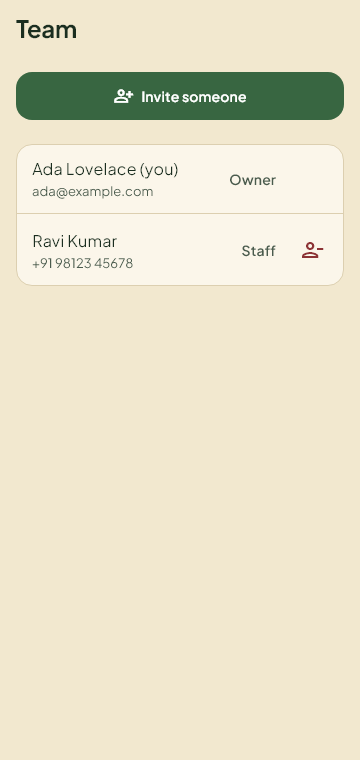 Team
Invite someone
Ada Lovelace (you)
ada@example.com
Owner
Ravi Kumar
+91 98123 45678
Staff